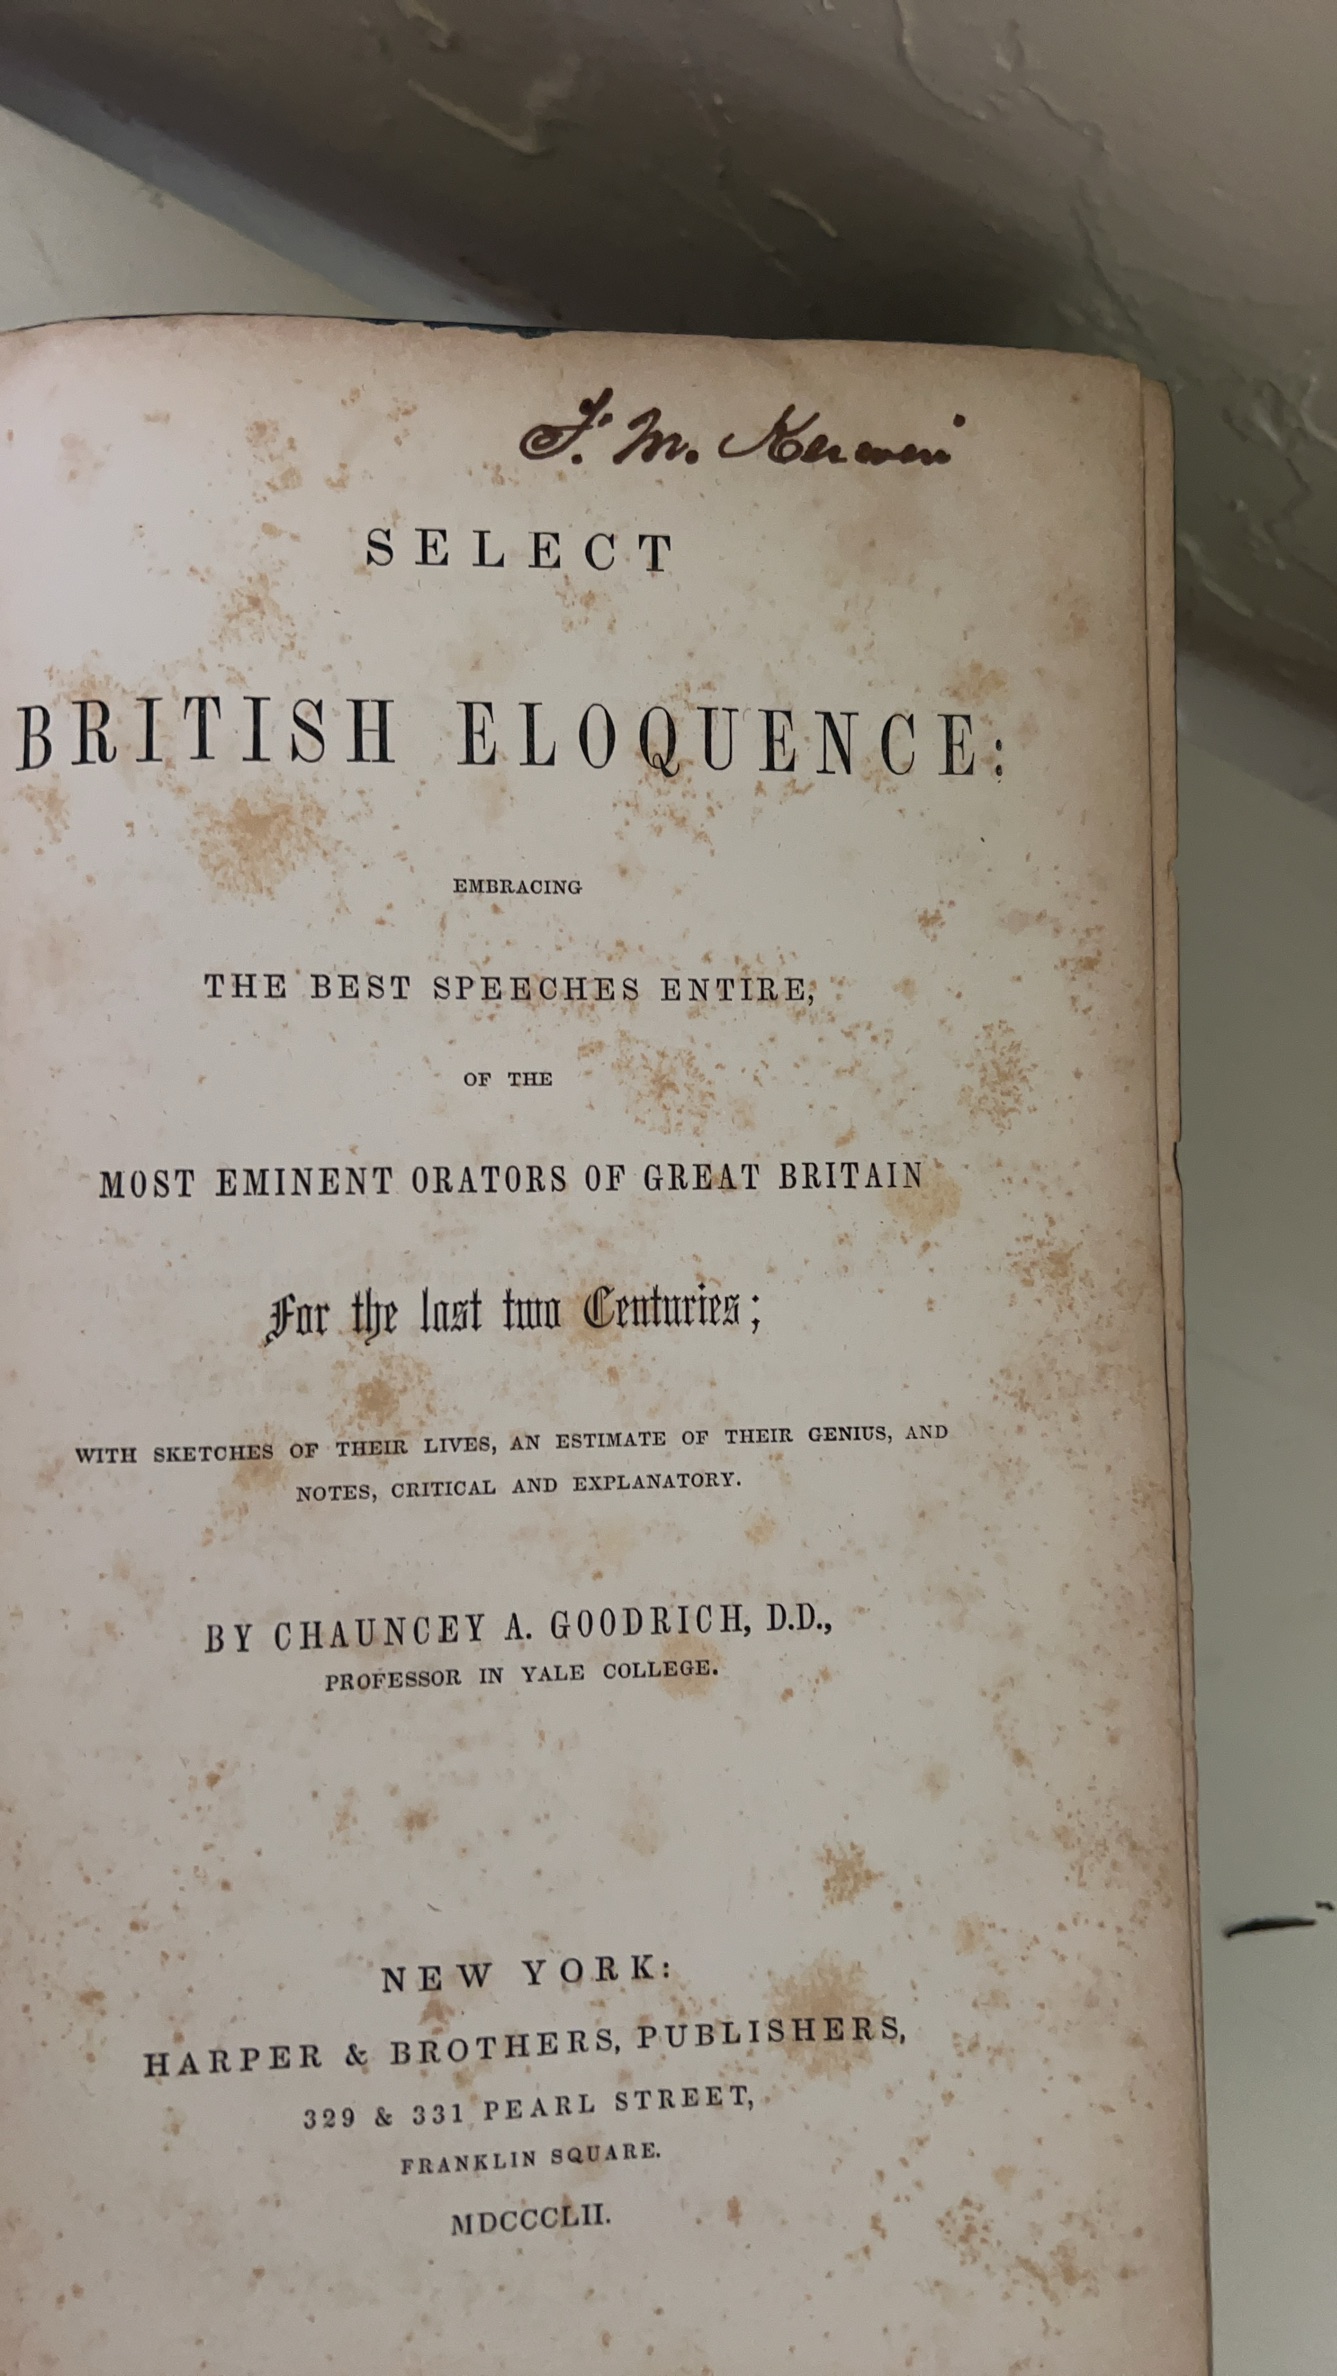 F. M. Kerwin
SELECT
BRITISH ELOQUENCE:
EMBRACING
THE BEST SPEECHES ENTIRE,
OF THE
MOST EMINENT ORATORS OF GREAT BRITAIN
For the last two Centuries;
WITH SKETCHES OF THEIR LIVES, AN ESTIMATE OF THEIR GENIUS, AND
NOTES, CRITICAL AND EXPLANATORY.
BY CHAUNCEY A. GOODRICH, D.D.,
PROFESSOR IN YALE COLLEGE.
NEW YORK:
HARPER & BROTHERS, PUBLISHERS,
329 & 331 PEARL STREET,
FRANKLIN SQUARE.
MDCCCLII.